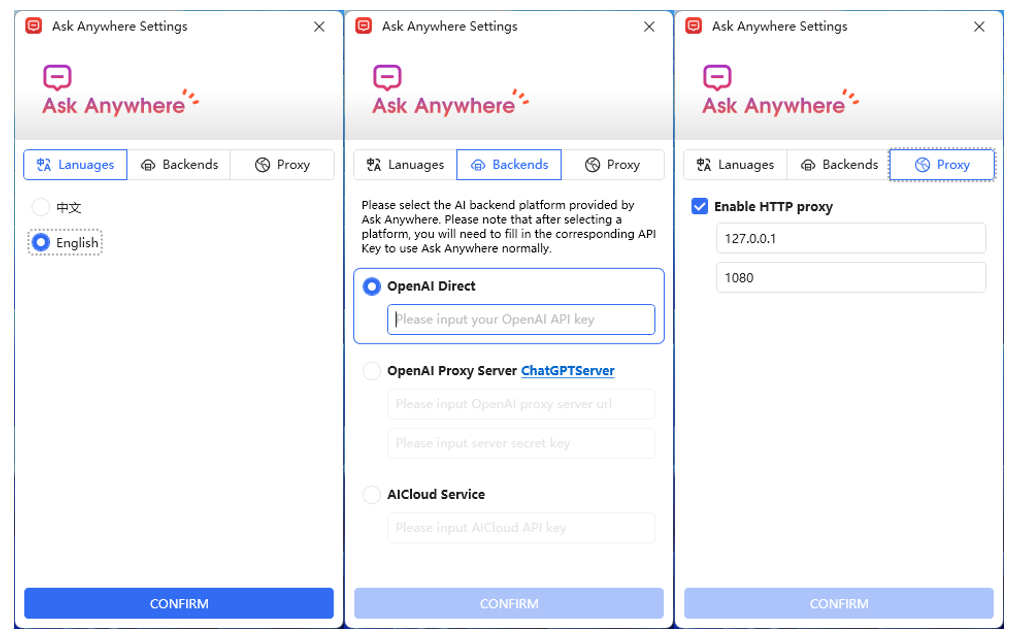 Ask Anywhere Settings
Ask Anywhere
Lanuages Backends Proxy
中文
English
CONFIRM
Ask Anywhere Settings
Ask Anywhere
Lanuages Backends Proxy
Please select the AI backend platform provided by
Ask Anywhere. Please note that after selecting a
platform, you will need to fill in the corresponding API
Key to use Ask Anywhere normally.
OpenAI Direct
Please input your OpenAI API key
OpenAI Proxy Server ChatGPTServer
Please input OpenAI proxy server url
Please input server secret key
AICloud Service
Please input AICloud API key
CONFIRM
Ask Anywhere Settings
Ask Anywhere
Lanuages Backends Proxy
Enable HTTP proxy
127.0.0.1
1080
CONFIRM